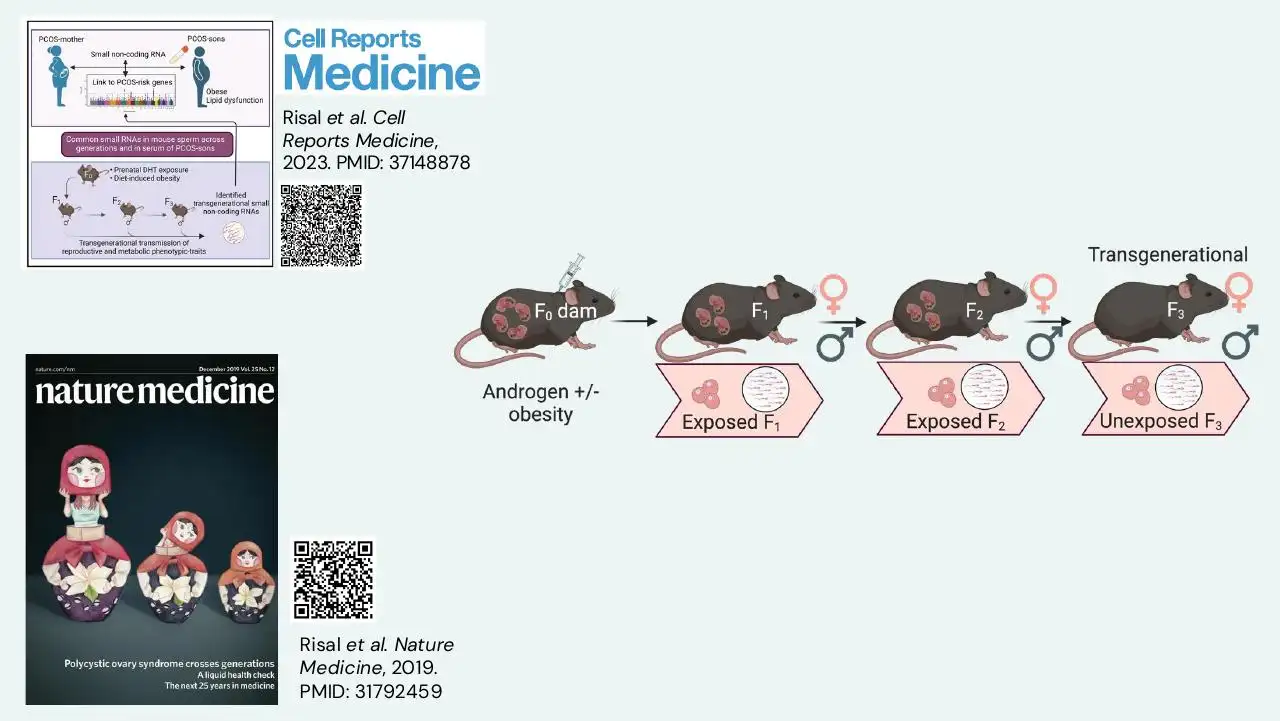 PCOS-mother
PCOS-sons
Small non-coding RNA
Link to PCOS-risk genes
Obese
Lipid dysfunction
Common small RNAs in mouse sperm across
generations and in serum of PCOS-sons
F₀
• Prenatal DHT exposure
• Diet-induced obesity
F₁
F₂
F₃
Identified
transgenerational small
non-coding RNAs
Transgenerational transmission of
reproductive and metabolic phenotypic-traits
Cell Reports
Medicine
Risal et al. Cell
Reports Medicine,
2023. PMID: 37148878
nature.com/nm
December 2019 Vol. 25 No. 12
nature medicine
Polycystic ovary syndrome crosses generations
A liquid health check
The next 25 years in medicine
Risal et al. Nature
Medicine, 2019.
PMID: 31792459
Transgenerational
F₀ dam
F₁
F₂
F₃
Androgen +/-
obesity
Exposed F₁
Exposed F₂
Unexposed F₃